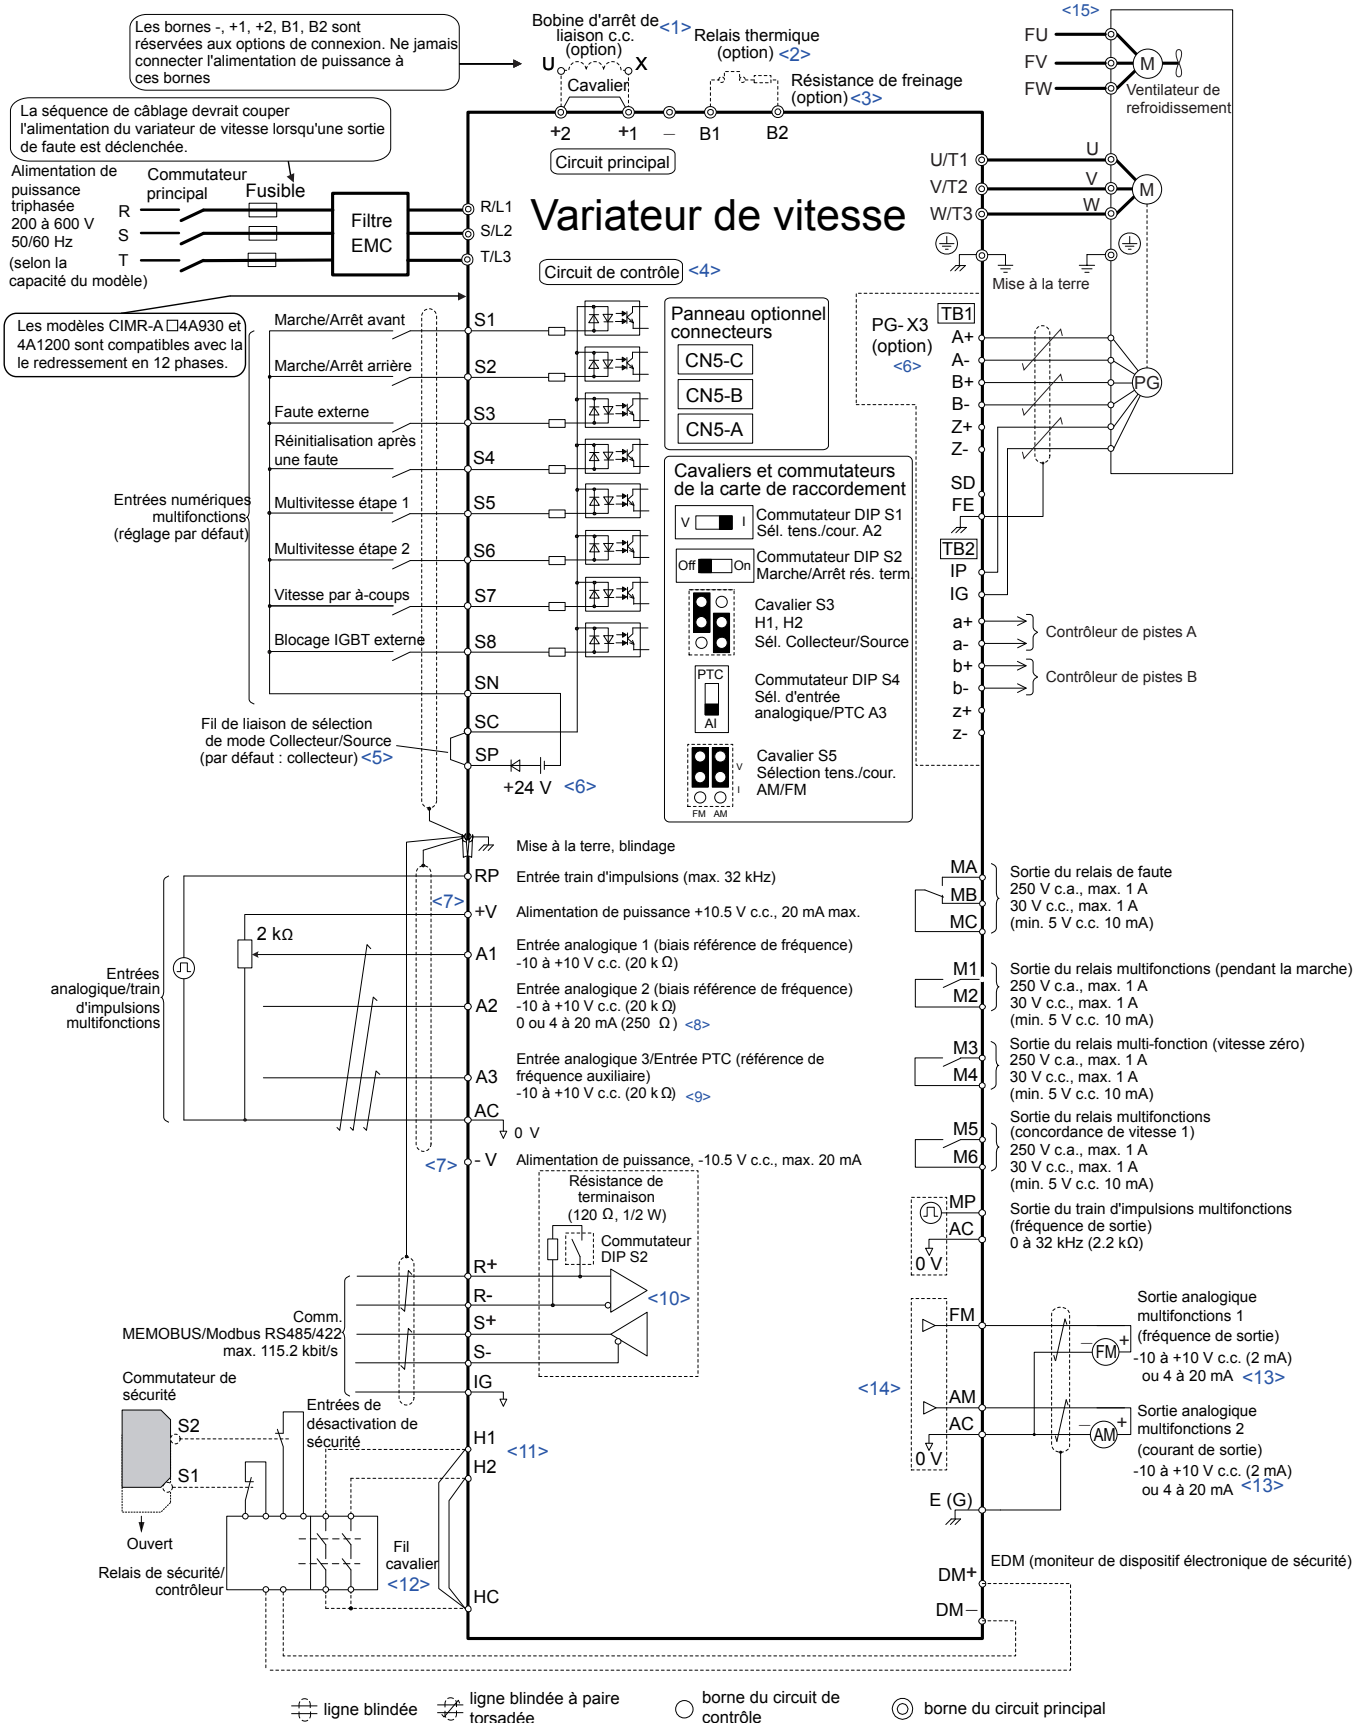 Les bornes -, +1, +2, B1, B2 sont
réservées aux options de connexion. Ne jamais
connecter l'alimentation de puissance à
ces bornes
Bobine d'arrêt de
liaison c.c.
(option)
<1>
U
X
Cavalier
Relais thermique
(option) <2>
Résistance de freinage
(option) <3>
+2
+1
–
B1
B2
Circuit principal
<15>
FU
FV
FW
M
Ventilateur de
refroidissement
La séquence de câblage devrait couper
l'alimentation du variateur de vitesse lorsqu'une sortie
de faute est déclenchée.
Alimentation de
puissance
triphasée
200 à 600 V
50/60 Hz
(selon la
capacité du modèle)
Commutateur
principal
Fusible
R
S
T
Filtre
EMC
R/L1
S/L2
T/L3
Variateur de vitesse
U/T1
V/T2
W/T3
U
V
W
M
Mise à la terre
Circuit de contrôle <4>
Les modèles CIMR-A□4A930 et
4A1200 sont compatibles avec la
le redressement en 12 phases.
Entrées numériques
multifonctions
(réglage par défaut)
Marche/Arrêt avant
S1
Marche/Arrêt arrière
S2
Faute externe
S3
Réinitialisation après
une faute
S4
Multivitesse étape 1
S5
Multivitesse étape 2
S6
Vitesse par à-coups
S7
Blocage IGBT externe
S8
SN
SC
SP
Fil de liaison de sélection
de mode Collecteur/Source
(par défaut : collecteur) <5>
+24 V <6>
Panneau optionnel
connecteurs
CN5-C
CN5-B
CN5-A
Cavaliers et commutateurs
de la carte de raccordement
V
I
Commutateur DIP S1
Sél. tens./cour. A2
Off
On
Commutateur DIP S2
Marche/Arrêt rés. term.
Cavalier S3
H1, H2
Sél. Collecteur/Source
PTC
AI
Commutateur DIP S4
Sél. d'entrée
analogique/PTC A3
V
I
FM AM
Cavalier S5
Sélection tens./cour.
AM/FM
PG-X3
(option)
<6>
TB1
A+
A-
B+
B-
Z+
Z-
SD
FE
PG
TB2
IP
IG
a+
a-
b+
b-
z+
z-
Contrôleur de pistes A
Contrôleur de pistes B
Mise à la terre, blindage
Entrées
analogique/train
d'impulsions
multifonctions
2 kΩ
<7>
RP
Entrée train d'impulsions (max. 32 kHz)
+V
Alimentation de puissance +10.5 V c.c., 20 mA max.
A1
Entrée analogique 1 (biais référence de fréquence)
-10 à +10 V c.c. (20 k Ω)
A2
Entrée analogique 2 (biais référence de fréquence)
-10 à +10 V c.c. (20 k Ω)
0 ou 4 à 20 mA (250 Ω) <8>
A3
Entrée analogique 3/Entrée PTC (référence de
fréquence auxiliaire)
-10 à +10 V c.c. (20 k Ω) <9>
AC
0 V
<7>
- V
Alimentation de puissance, -10.5 V c.c., max. 20 mA
MA
MB
MC
Sortie du relais de faute
250 V c.a., max. 1 A
30 V c.c., max. 1 A
(min. 5 V c.c. 10 mA)
M1
M2
Sortie du relais multifonctions (pendant la marche)
250 V c.a., max. 1 A
30 V c.c., max. 1 A
(min. 5 V c.c. 10 mA)
M3
M4
Sortie du relais multi-fonction (vitesse zéro)
250 V c.a., max. 1 A
30 V c.c., max. 1 A
(min. 5 V c.c. 10 mA)
M5
M6
Sortie du relais multifonctions
(concordance de vitesse 1)
250 V c.a., max. 1 A
30 V c.c., max. 1 A
(min. 5 V c.c. 10 mA)
MP
AC
0 V
Sortie du train d'impulsions multifonctions
(fréquence de sortie)
0 à 32 kHz (2.2 kΩ)
Résistance de
terminaison
(120 Ω, 1/2 W)
Commutateur
DIP S2
<10>
Comm.
MEMOBUS/Modbus RS485/422
max. 115.2 kbit/s
R+
R-
S+
S-
IG
<14>
FM
AM
AC
0 V
E (G)
FM
– +
AM
– +
Sortie analogique
multifonctions 1
(fréquence de sortie)
-10 à +10 V c.c. (2 mA)
ou 4 à 20 mA <13>
Sortie analogique
multifonctions 2
(courant de sortie)
-10 à +10 V c.c. (2 mA)
ou 4 à 20 mA <13>
Commutateur de
sécurité
S2
S1
Ouvert
Entrées de
désactivation de
sécurité
H1
<11>
H2
HC
Fil
cavalier
<12>
Relais de sécurité/
contrôleur
EDM (moniteur de dispositif électronique de sécurité)
DM+
DM–
ligne blindée
ligne blindée à paire
torsadée
borne du circuit de
contrôle
borne du circuit principal